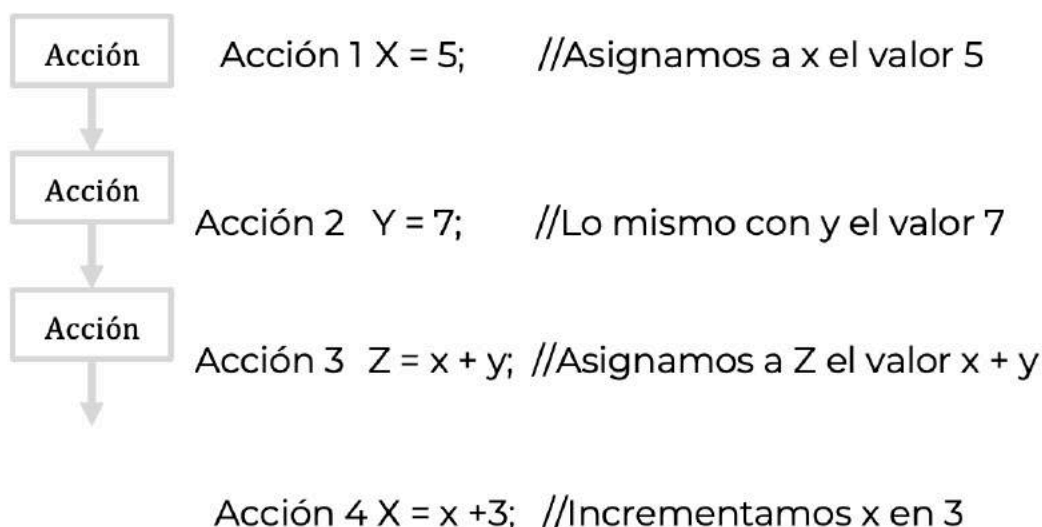 Acción Acción 1 X = 5; //Asignamos a x el valor 5
Acción
Acción 2 Y = 7; //Lo mismo con y el valor 7
Acción
Acción 3 Z = x + y; //Asignamos a Z el valor x + y
Acción 4 X = x +3; //Incrementamos x en 3